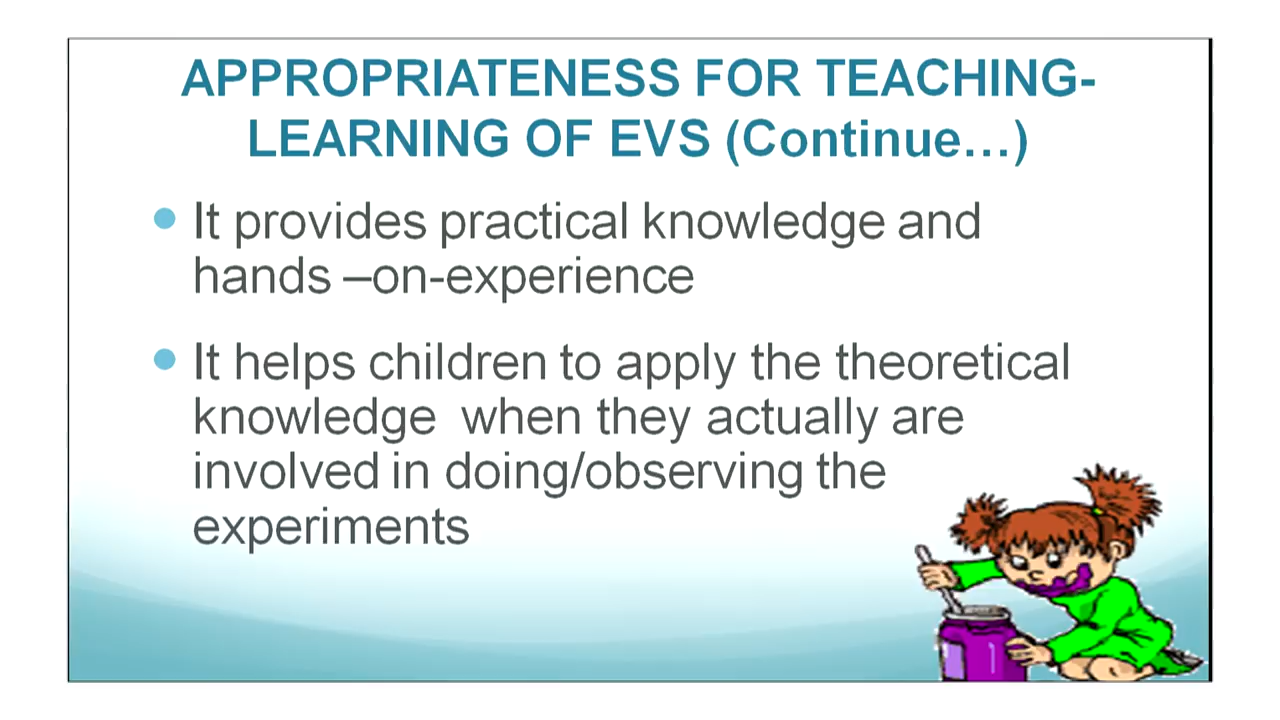 APPROPRIATENESS FOR TEACHING-
LEARNING OF EVS (Continue...)
It provides practical knowledge and
hands –on-experience
It helps children to apply the theoretical
knowledge  when they actually are
involved in doing/observing the
experiments